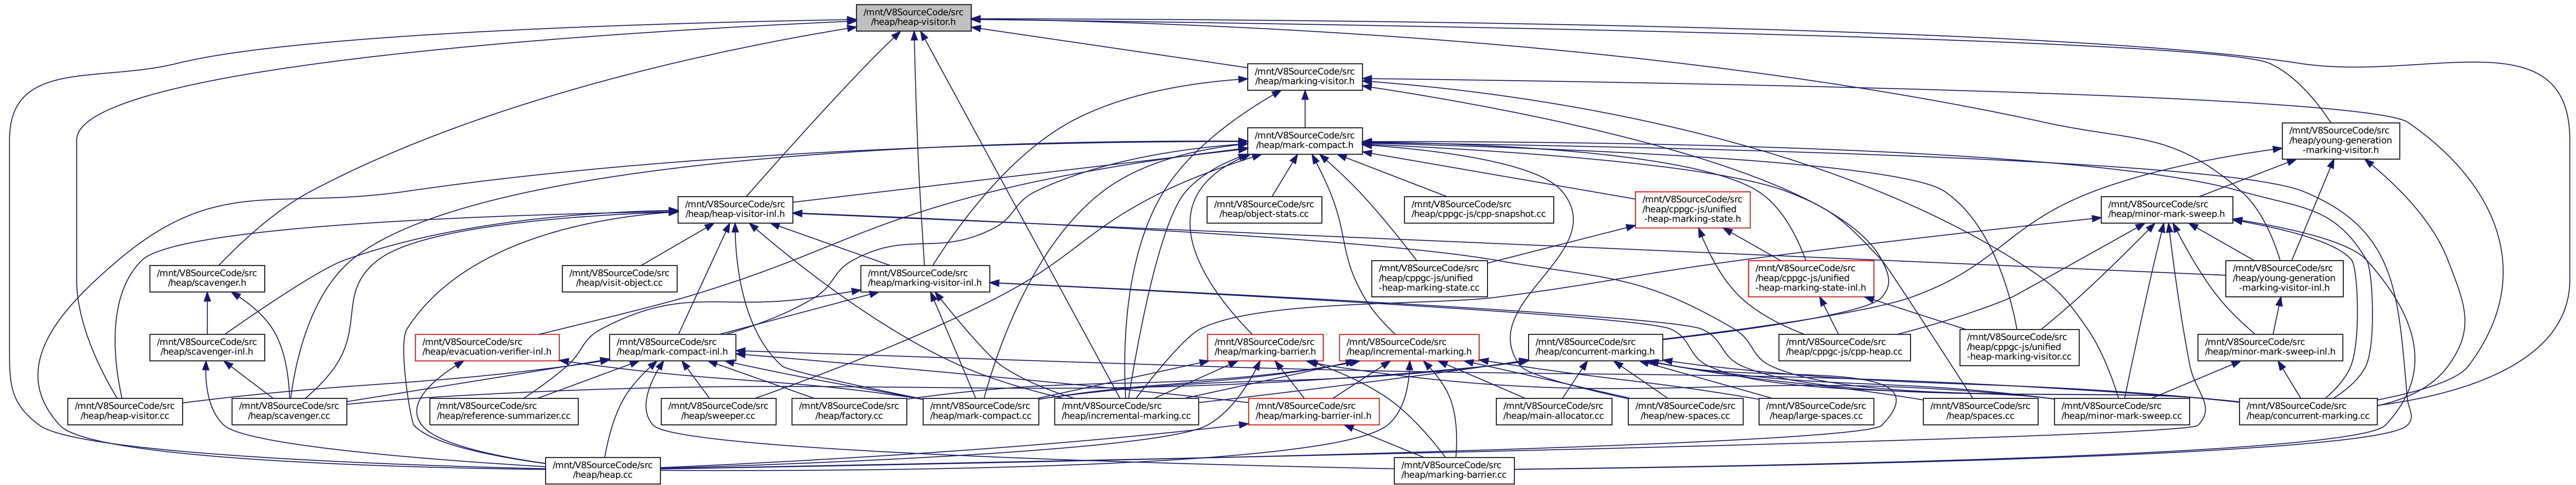 /mnt/V8SourceCode/src
/heap/heap-visitor.h
/mnt/V8SourceCode/src
/heap/marking-visitor.h
/mnt/V8SourceCode/src
/heap/young-generation
-marking-visitor.h
/mnt/V8SourceCode/src
/heap/mark-compact.h
/mnt/V8SourceCode/src
/heap/heap-visitor-inl.h
/mnt/V8SourceCode/src
/heap/object-stats.cc
/mnt/V8SourceCode/src
/heap/cppgc-js/cpp-snapshot.cc
/mnt/V8SourceCode/src
/heap/cppgc-js/unified
-heap-marking-state.h
/mnt/V8SourceCode/src
/heap/minor-mark-sweep.h
/mnt/V8SourceCode/src
/heap/scavenger.h
/mnt/V8SourceCode/src
/heap/visit-object.cc
/mnt/V8SourceCode/src
/heap/marking-visitor-inl.h
/mnt/V8SourceCode/src
/heap/cppgc-js/unified
-heap-marking-state.cc
/mnt/V8SourceCode/src
/heap/cppgc-js/unified
-heap-marking-state-inl.h
/mnt/V8SourceCode/src
/heap/young-generation
-marking-visitor-inl.h
/mnt/V8SourceCode/src
/heap/scavenger-inl.h
/mnt/V8SourceCode/src
/heap/evacuation-verifier-inl.h
/mnt/V8SourceCode/src
/heap/mark-compact-inl.h
/mnt/V8SourceCode/src
/heap/marking-barrier.h
/mnt/V8SourceCode/src
/heap/incremental-marking.h
/mnt/V8SourceCode/src
/heap/concurrent-marking.h
/mnt/V8SourceCode/src
/heap/cppgc-js/cpp-heap.cc
/mnt/V8SourceCode/src
/heap/cppgc-js/unified
-heap-marking-visitor.cc
/mnt/V8SourceCode/src
/heap/minor-mark-sweep-inl.h
/mnt/V8SourceCode/src
/heap/heap-visitor.cc
/mnt/V8SourceCode/src
/heap/scavenger.cc
/mnt/V8SourceCode/src
/heap/reference-summarizer.cc
/mnt/V8SourceCode/src
/heap/sweeper.cc
/mnt/V8SourceCode/src
/heap/factory.cc
/mnt/V8SourceCode/src
/heap/mark-compact.cc
/mnt/V8SourceCode/src
/heap/incremental-marking.cc
/mnt/V8SourceCode/src
/heap/marking-barrier-inl.h
/mnt/V8SourceCode/src
/heap/main-allocator.cc
/mnt/V8SourceCode/src
/heap/new-spaces.cc
/mnt/V8SourceCode/src
/heap/large-spaces.cc
/mnt/V8SourceCode/src
/heap/spaces.cc
/mnt/V8SourceCode/src
/heap/minor-mark-sweep.cc
/mnt/V8SourceCode/src
/heap/concurrent-marking.cc
/mnt/V8SourceCode/src
/heap/heap.cc
/mnt/V8SourceCode/src
/heap/marking-barrier.cc